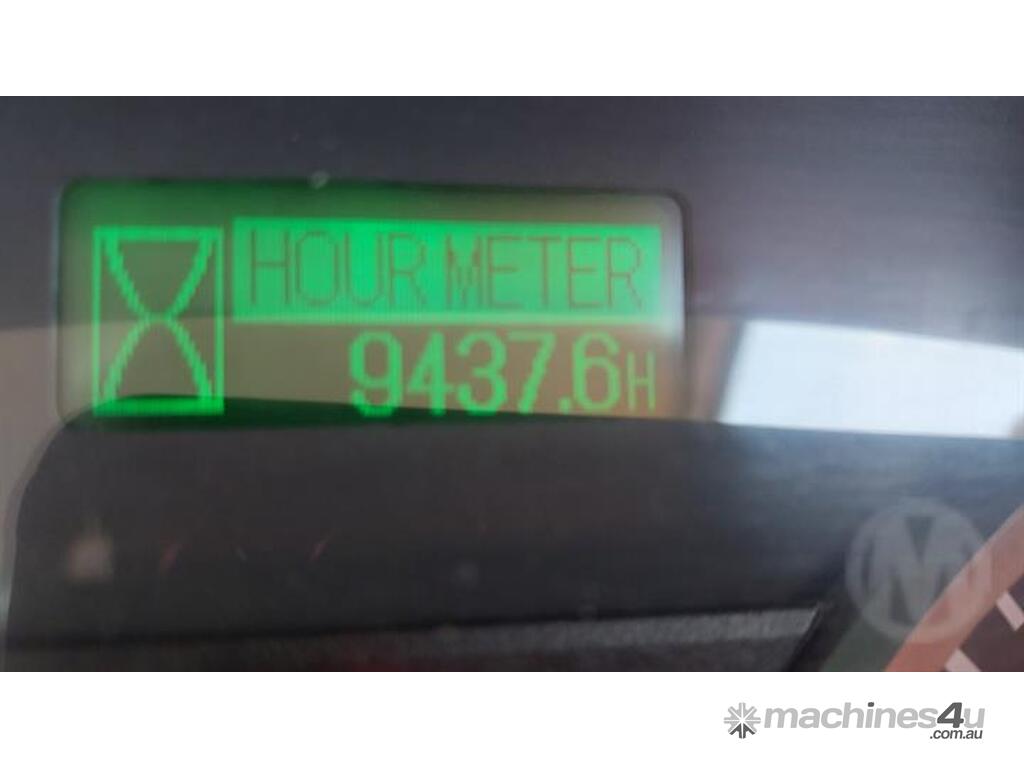 HOUR METER
9437.6H
M
machines4u
.com.au